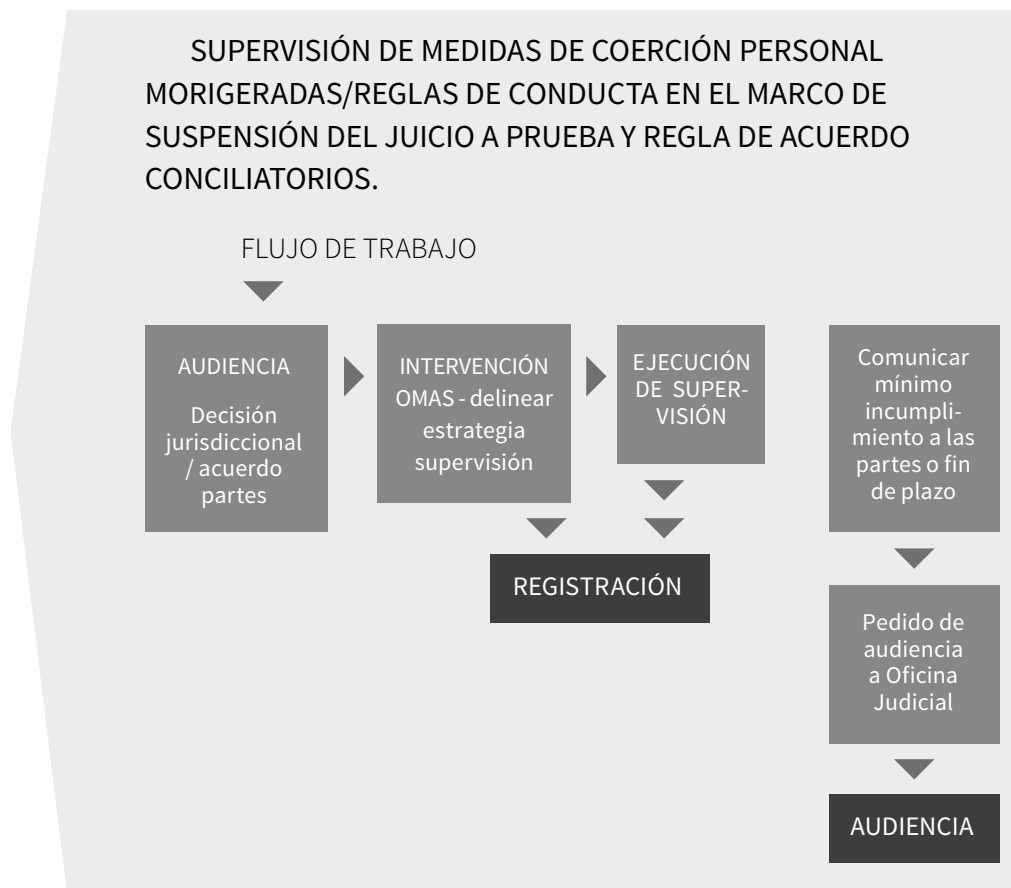 SUPERVISIÓN DE MEDIDAS DE COERCIÓN PERSONAL
MORIGERADAS/REGLAS DE CONDUCTA EN EL MARCO DE
SUSPENSIÓN DEL JUICIO A PRUEBA Y REGLA DE ACUERDO
CONCILIATORIOS.
FLUJO DE TRABAJO
AUDIENCIA
Decisión
jurisdiccional
/ acuerdo
partes
INTERVENCIÓN
OMAS - delinear
estrategia
supervisión
EJECUCIÓN
DE SUPER-
VISIÓN
Comunicar
mínimo
incumpli-
miento a las
partes o fin
de plazo
REGISTRACIÓN
Pedido de
audiencia
a Oficina
Judicial
AUDIENCIA